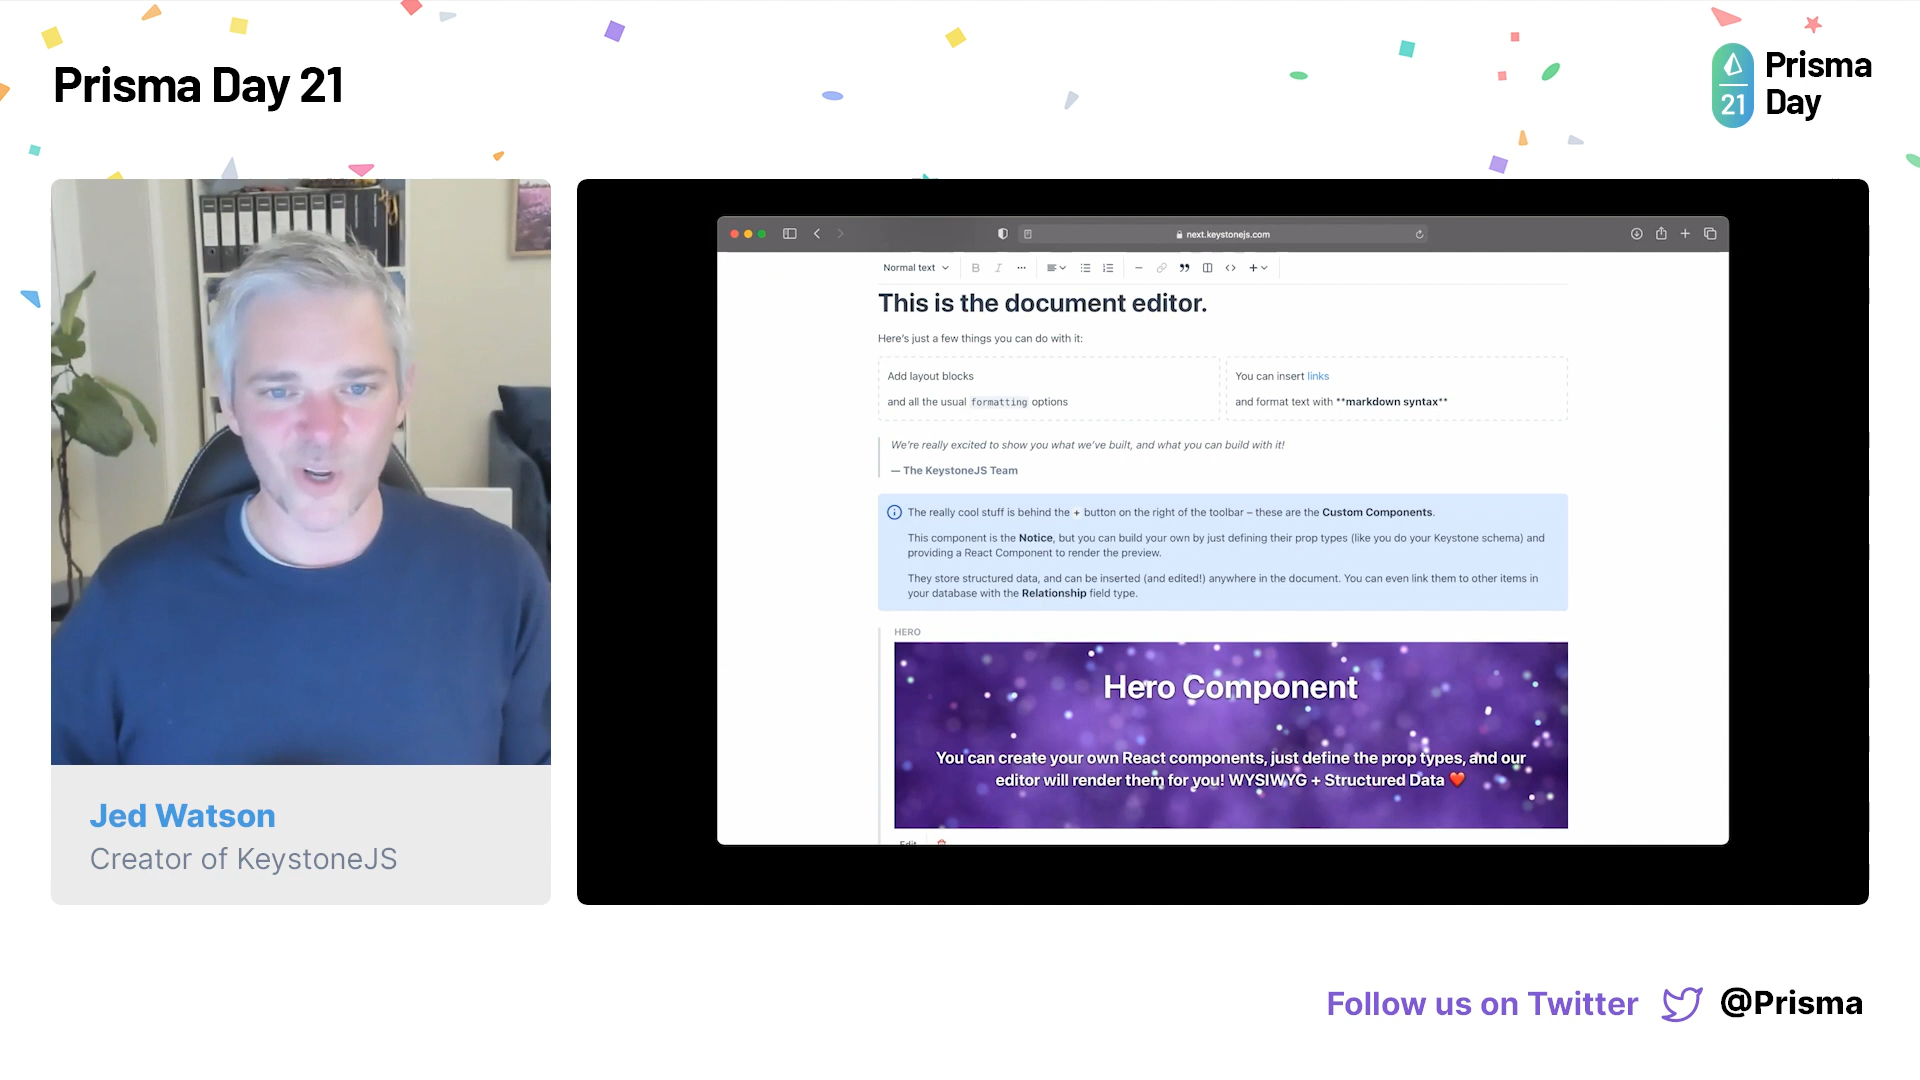 Prisma Day 21
21
Prisma
Day
next.keystonejs.com
Normal text
This is the document editor.
Here's just a few things you can do with it:
Add layout blocks
and all the usual formatting options
You can insert links
and format text with **markdown syntax**
We're really excited to show you what we've built, and what you can build with it!
— The KeystoneJS Team
The really cool stuff is behind the + button on the right of the toolbar – these are the Custom Components.
This component is the Notice, but you can build your own by just defining their prop types (like you do your Keystone schema) and
providing a React Component to render the preview.
They store structured data, and can be inserted (and edited!) anywhere in the document. You can even link them to other items in
your database with the Relationship field type.
HERO
Hero Component
You can create your own React components, just define the prop types, and our
editor will render them for you! WYSIWYG + Structured Data ❤️
Edit
Jed Watson
Creator of KeystoneJS
Follow us on Twitter @Prisma